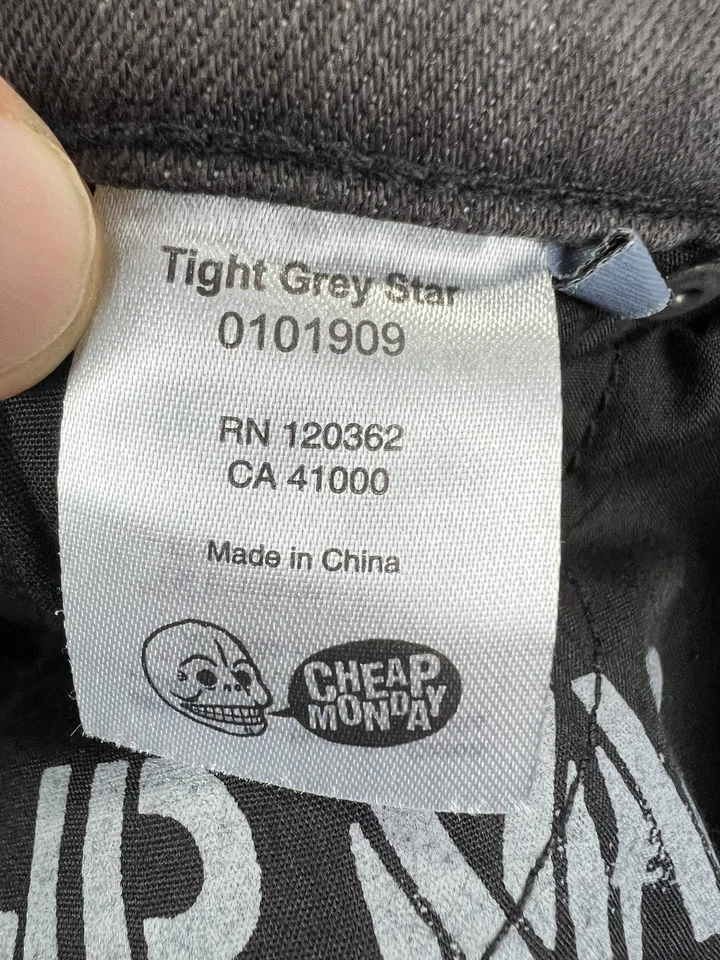 Tight Grey Star
0101909
RN 120362
CA 41000
Made in China
CHEAP
MONDAY